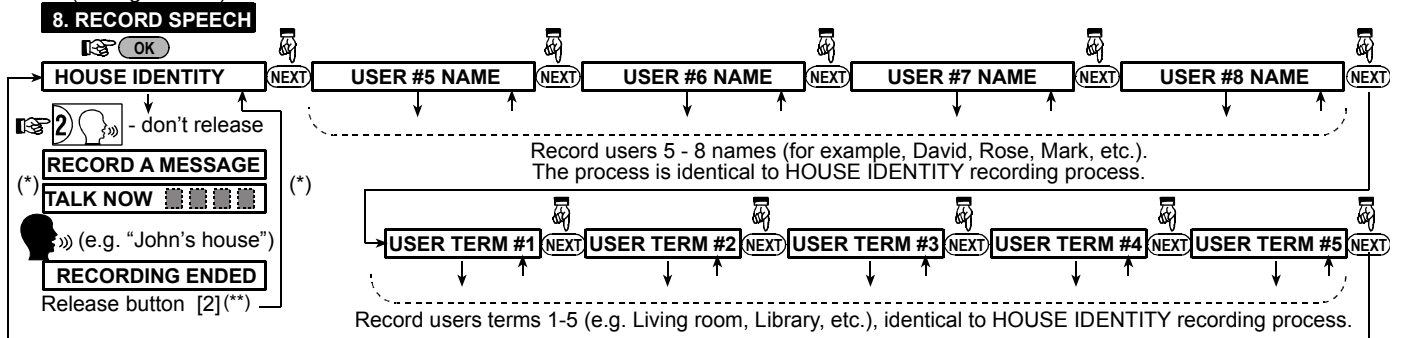 8. RECORD SPEECH
OK
HOUSE IDENTITY NEXT USER #5 NAME NEXT USER #6 NAME NEXT USER #7 NAME NEXT USER #8 NAME NEXT
2) - don't release
RECORD A MESSAGE
(*) (*)
TALK NOW
(e.g. “John's house”)
RECORDING ENDED
Release button [2] (**)
Record users 5 - 8 names (for example, David, Rose, Mark, etc.).
The process is identical to HOUSE IDENTITY recording process.
USER TERM #1 NEXT USER TERM #2 NEXT USER TERM #3 NEXT USER TERM #4 NEXT USER TERM #5 NEXT
Record users terms 1-5 (e.g. Living room, Library, etc.), identical to HOUSE IDENTITY recording process.